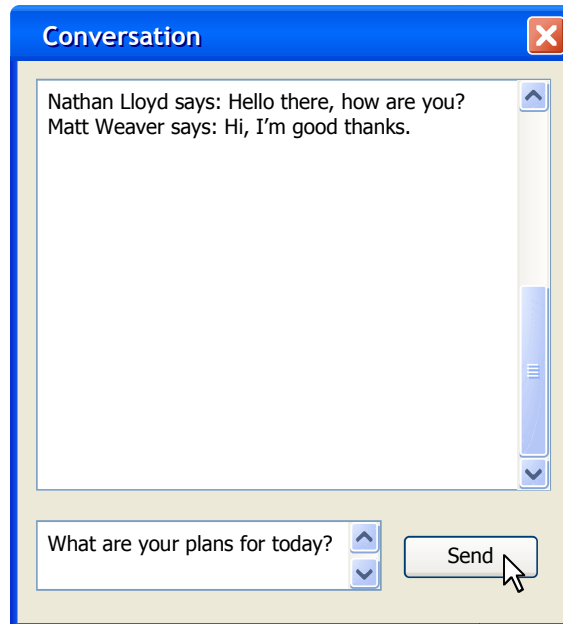 Conversation
Nathan Lloyd says: Hello there, how are you?
Matt Weaver says: Hi, I’m good thanks.
What are your plans for today?
Send